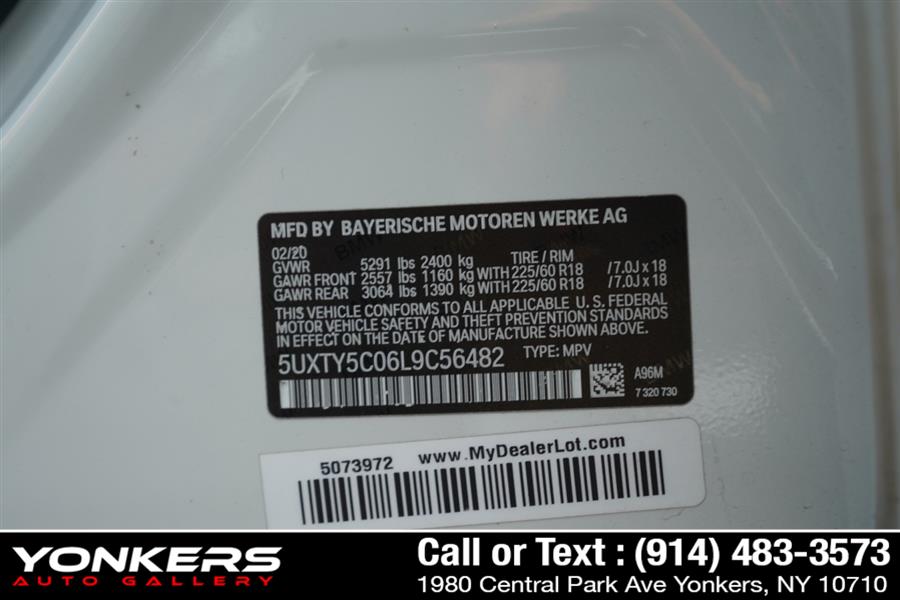 MFD BY BAYERISCHE MOTOREN WERKE AG
02/20
GVWR 5291 lbs 2400 kg TIRE / RIM
GAWR FRONT 2557 lbs 1160 kg WITH 225/60 R18 / 7.0J x 18
GAWR REAR 3064 lbs 1390 kg WITH 225/60 R18 / 7.0J x 18
THIS VEHICLE CONFORMS TO ALL APPLICABLE U. S. FEDERAL
MOTOR VEHICLE SAFETY AND THEFT PREVENTION STANDARDS
IN EFFECT ON THE DATE OF MANUFACTURE SHOWN ABOVE.
5UXTY5C06L9C56482 TYPE: MPV
A96M
7 320 730
5073972 www.MyDealerLot.com
YONKERS
AUTO GALLERY
Call or Text : (914) 483-3573
1980 Central Park Ave Yonkers, NY 10710